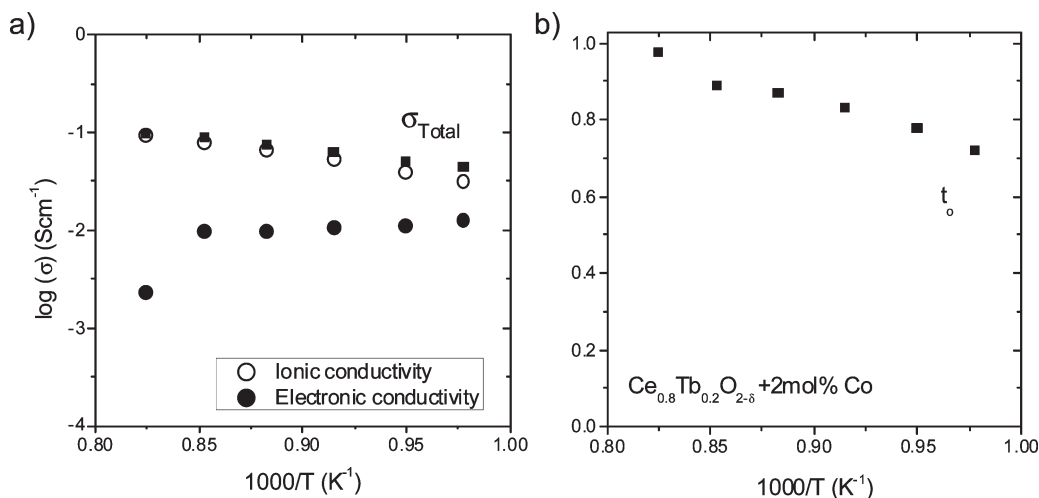 a)
log (σ) (Scm⁻¹)
-0
-1
-2
-3
-4
σ_Total
Ionic conductivity
Electronic conductivity
0.80 0.85 0.90 0.95 1.00
1000/T (K⁻¹)
b)
1.0
0.8
0.6
0.4
0.2
0.0
tₒ
Ce₀.₈Tb₀.₂O₂₋δ+2mol% Co
0.80 0.85 0.90 0.95 1.00
1000/T (K⁻¹)